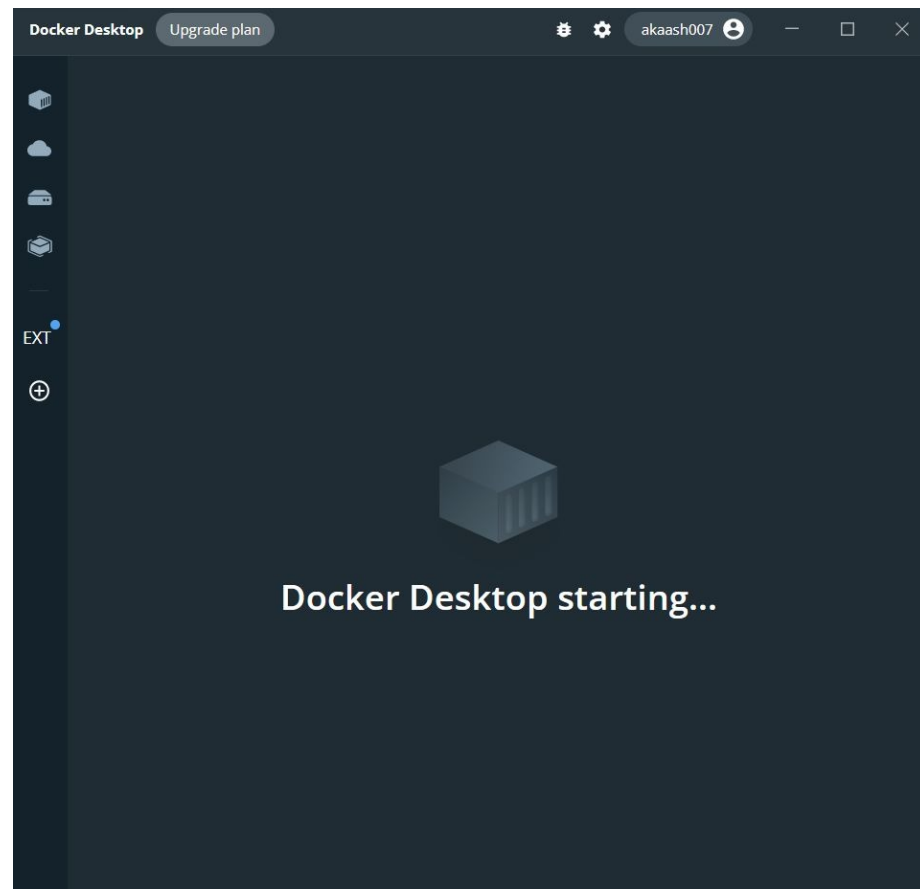 Docker Desktop Upgrade plan akaash007
EXT
Docker Desktop starting...